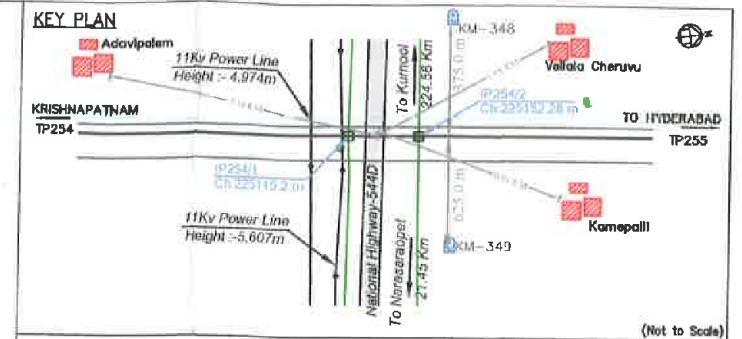 KEY PLAN
Adavipalem
11Kv Power Line
Height :- 4.974m
KRISHNAPATNAM
TP254
IP254/1
Ch:225115.2 m
11Kv Power Line
Height :-5.607m
National Highway-544D
To Kurnool
224.56 Km
To Narasaraopet
21.45 Km
KM-348
375.0 m
IP254/2
Ch:225152.28 m
625.0 m
KM-349
Vellala Cheruvu
N
TO HYDERABAD
TP255
Kamepalli
(Not to Scale)